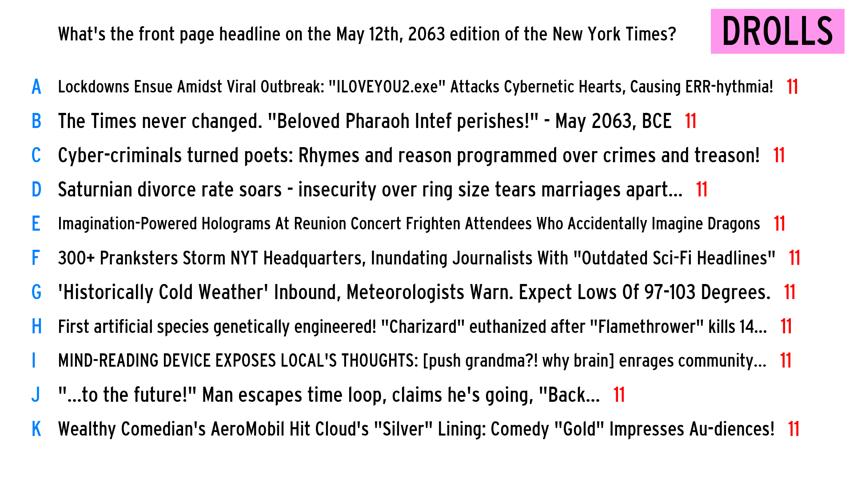 What's the front page headline on the May 12th, 2063 edition of the New York Times?
DROLLS
A Lockdowns Ensue Amidst Viral Outbreak: "ILOVEYOU2.exe" Attacks Cybernetic Hearts, Causing ERR-hythmia! 11
B The Times never changed. "Beloved Pharaoh Intef perishes!" - May 2063, BCE 11
C Cyber-criminals turned poets: Rhymes and reason programmed over crimes and treason! 11
D Saturnian divorce rate soars - insecurity over ring size tears marriages apart... 11
E Imagination-Powered Holograms At Reunion Concert Frighten Attendees Who Accidentally Imagine Dragons 11
F 300+ Pranksters Storm NYT Headquarters, Inundating Journalists With "Outdated Sci-Fi Headlines" 11
G 'Historically Cold Weather' Inbound, Meteorologists Warn. Expect Lows Of 97-103 Degrees. 11
H First artificial species genetically engineered! "Charizard" euthanized after "Flamethrower" kills 14... 11
I MIND-READING DEVICE EXPOSES LOCAL'S THOUGHTS: [push grandma?! why brain] enrages community... 11
J "...to the future!" Man escapes time loop, claims he's going, "Back... 11
K Wealthy Comedian's AeroMobil Hit Cloud's "Silver" Lining: Comedy "Gold" Impresses Au-diences! 11